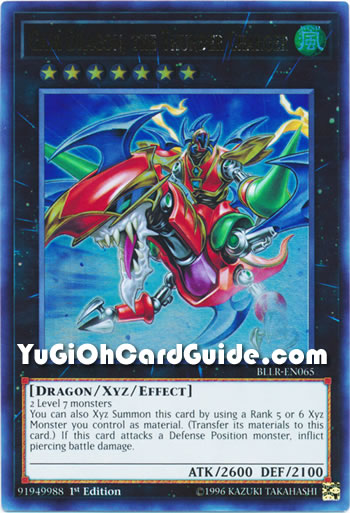 風
YuGiOhCardGuide.com
BLLR-EN065
[Dragon/Xyz/Effect]
2 Level 7 monsters
You can also Xyz Summon this card by using a Rank 5 or 6 Xyz
Monster you control as material. (Transfer its materials to this
card.) If this card attacks a Defense Position monster, inflict
piercing battle damage.
ATK/2600 DEF/2100
91949988 1st Edition ©1996 KAZUKI TAKAHASHI